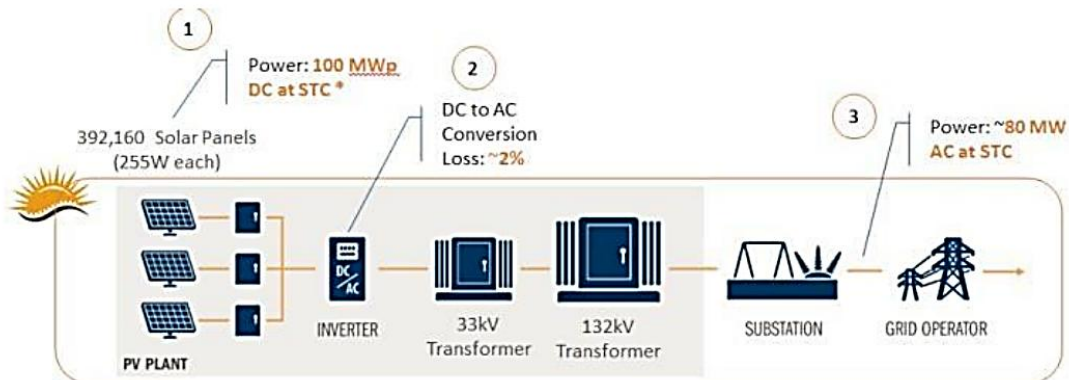 1
Power: 100 MWp
DC at STC *
392,160 Solar Panels
(255W each)
2
DC to AC
Conversion
Loss: ~2%
3
Power: ~80 MW
AC at STC
DC
AC
INVERTER
33kV
Transformer
132kV
Transformer
SUBSTATION
GRID OPERATOR
PV PLANT